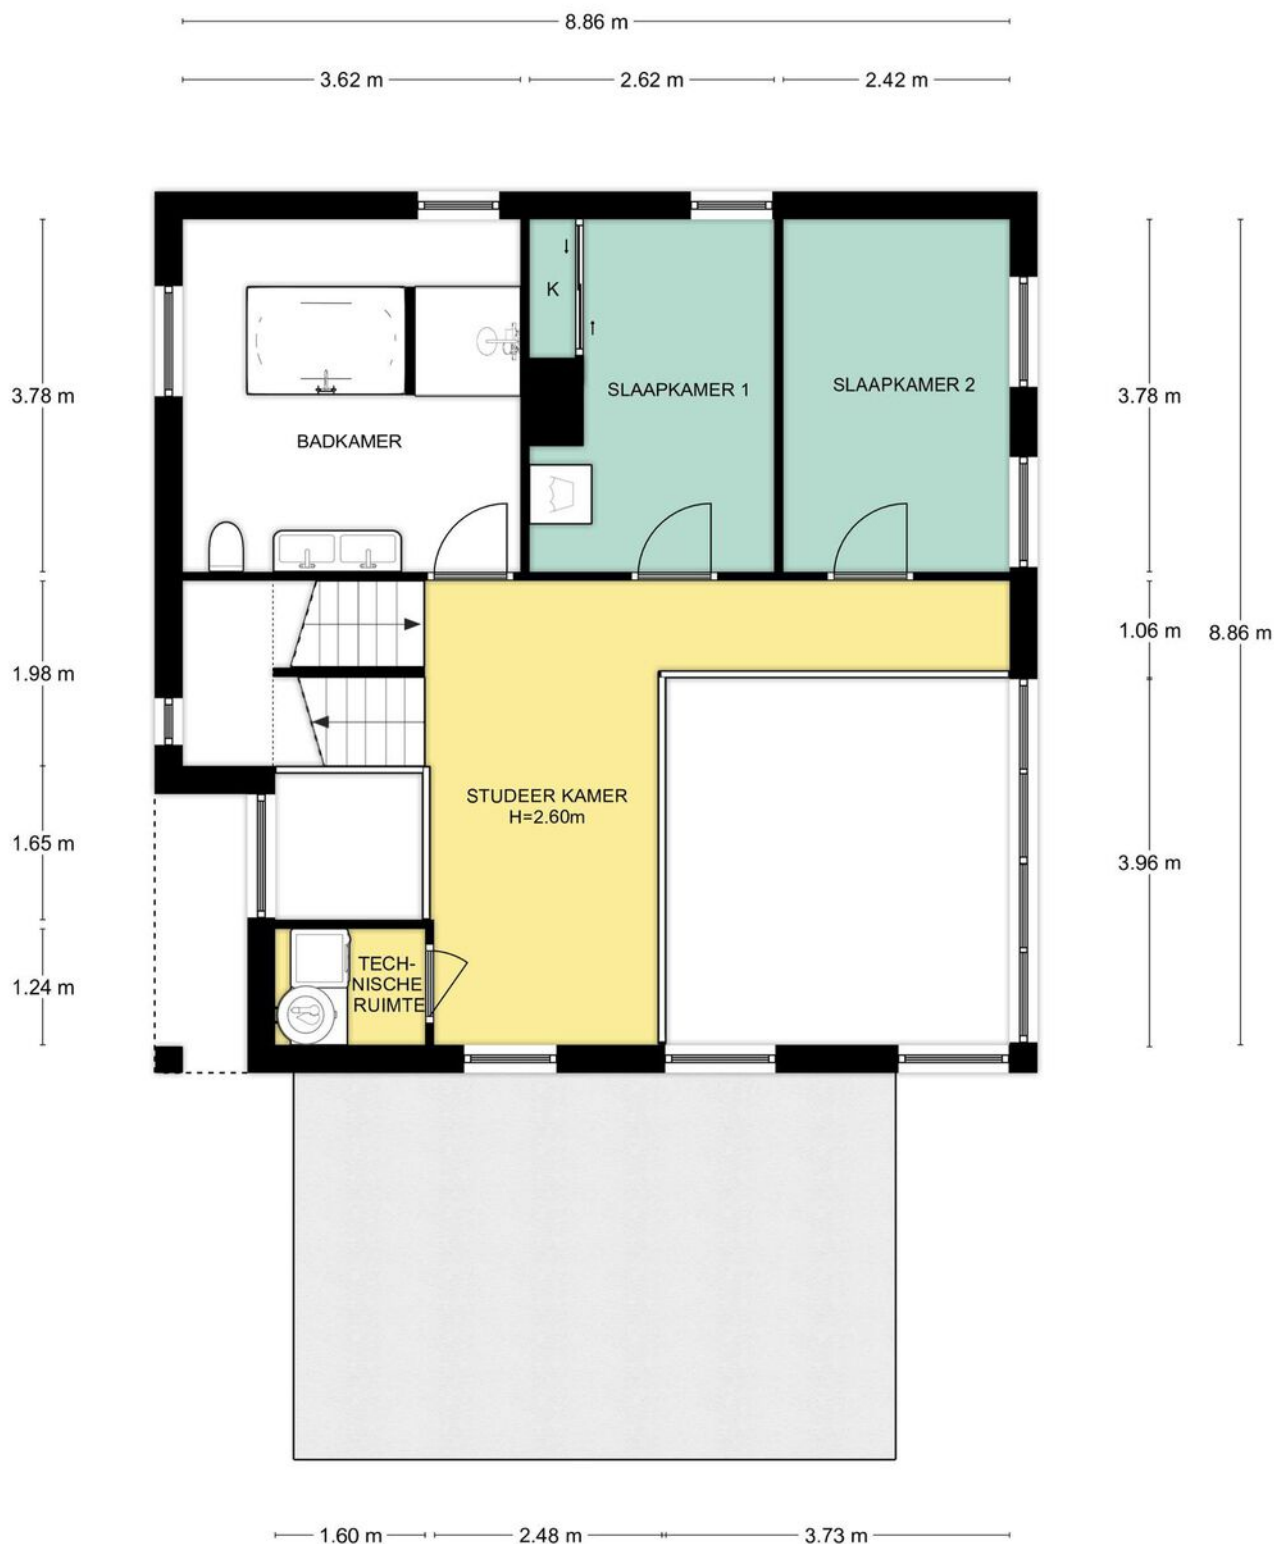 8.86 m
3.62 m
2.62 m
2.42 m
K
SLAAPKAMER 1
SLAAPKAMER 2
3.78 m
3.78 m
BADKAMER
1.06 m
8.86 m
1.98 m
STUDEER KAMER
H=2.60m
1.65 m
3.96 m
TECH-
NISCHE
RUIMTE
1.24 m
1.60 m
2.48 m
3.73 m